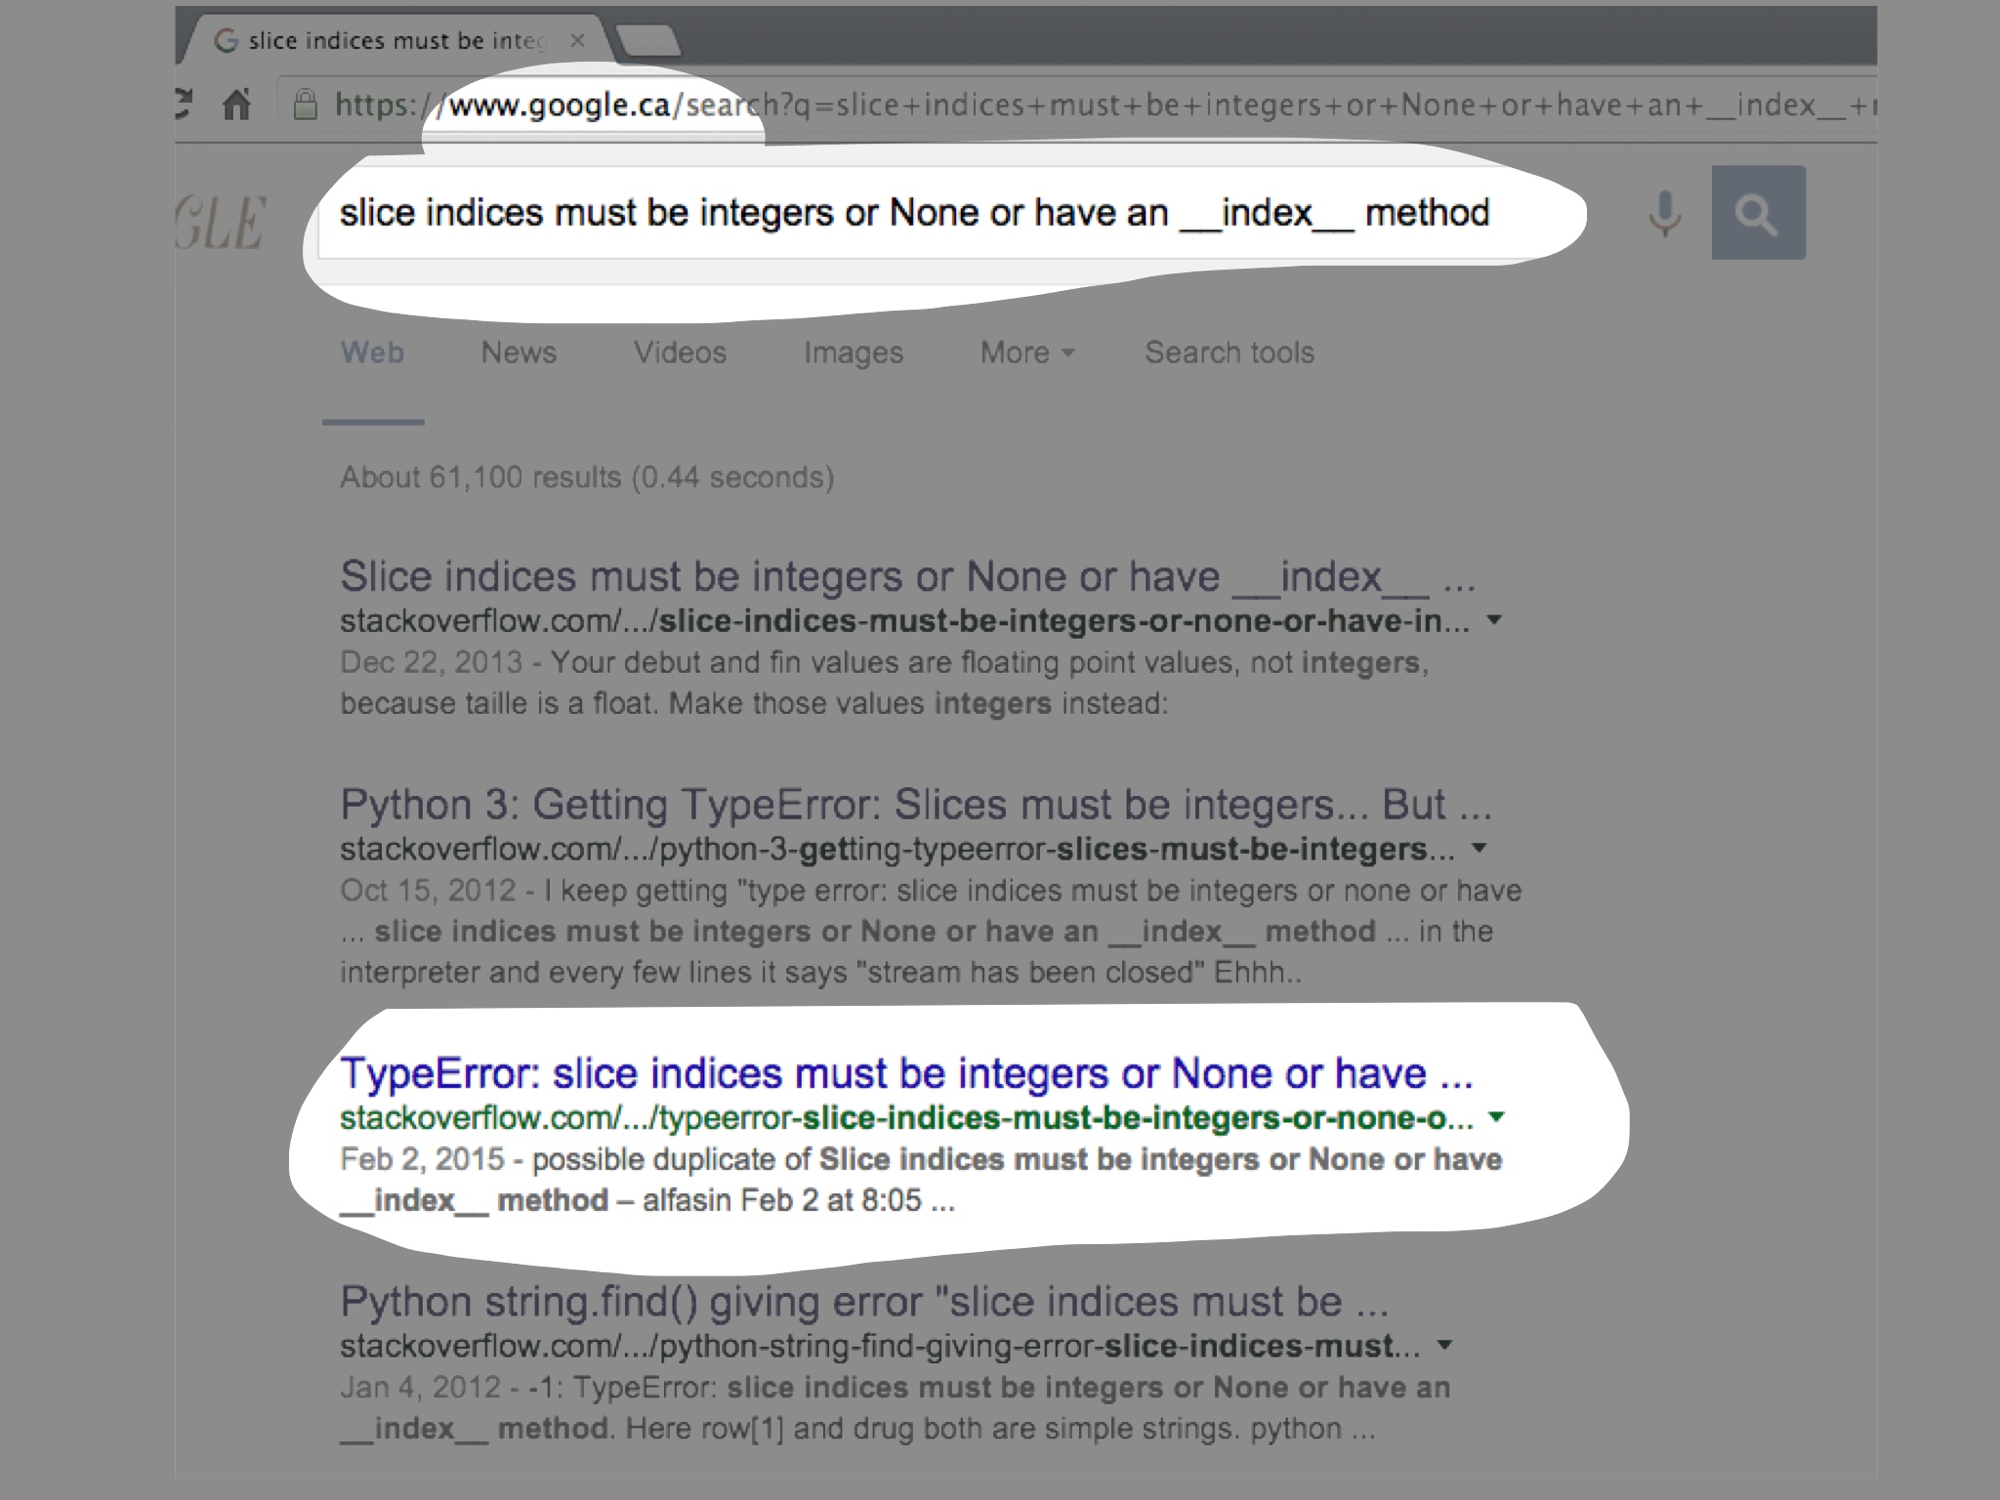 slice indices must be inte
https://www.google.ca/search?q=slice+indices+must+be+integers+or+None+or+have+an+__index__+
GLE
slice indices must be integers or None or have an __index__ method
Web News Videos Images More Search tools
About 61,100 results (0.44 seconds)
Slice indices must be integers or None or have __index__ ...
stackoverflow.com/.../slice-indices-must-be-integers-or-none-or-have-in...
Dec 22, 2013 - Your debut and fin values are floating point values, not integers,
because taille is a float. Make those values integers instead:
Python 3: Getting TypeError: Slices must be integers... But ...
stackoverflow.com/.../python-3-getting-typeerror-slices-must-be-integers...
Oct 15, 2012 - I keep getting "type error: slice indices must be integers or none or have
... slice indices must be integers or None or have an __index__ method ... in the
interpreter and every few lines it says "stream has been closed" Ehhh..
TypeError: slice indices must be integers or None or have ...
stackoverflow.com/.../typeerror-slice-indices-must-be-integers-or-none-o...
Feb 2, 2015 - possible duplicate of Slice indices must be integers or None or have
__index__ method – alfasin Feb 2 at 8:05 ...
Python string.find() giving error "slice indices must be ...
stackoverflow.com/.../python-string-find-giving-error-slice-indices-must...
Jan 4, 2012 - -1: TypeError: slice indices must be integers or None or have an
__index__ method. Here row[1] and drug both are simple strings. python ...